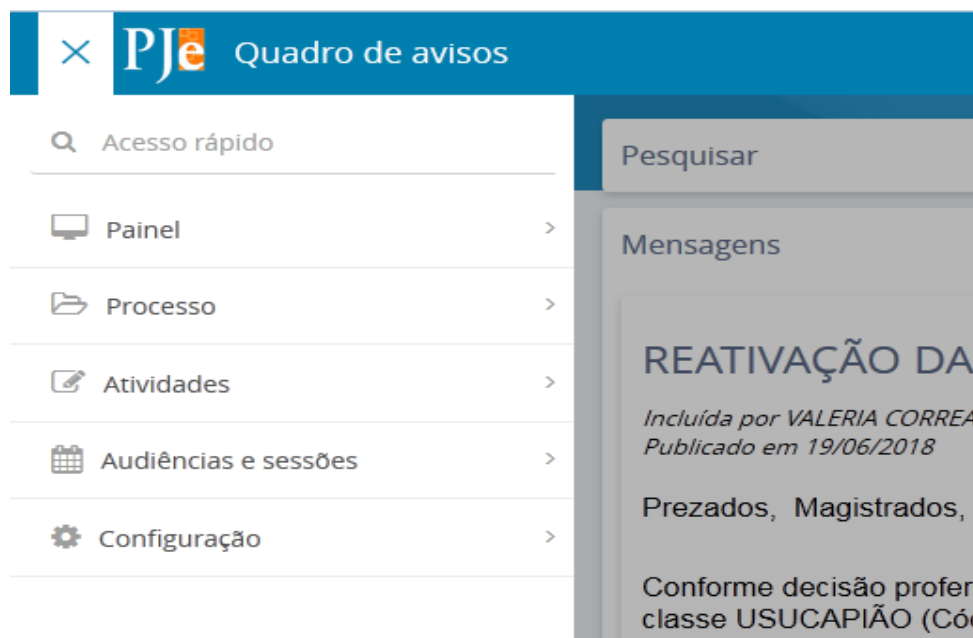 PJe Quadro de avisos
Acesso rápido
Painel
Processo
Atividades
Audiências e sessões
Configuração
Pesquisar
Mensagens
REATIVAÇÃO DA
Incluída por VALERIA CORREA
Publicado em 19/06/2018
Prezados, Magistrados,
Conforme decisão profer
classe USUCAPIÃO (Có